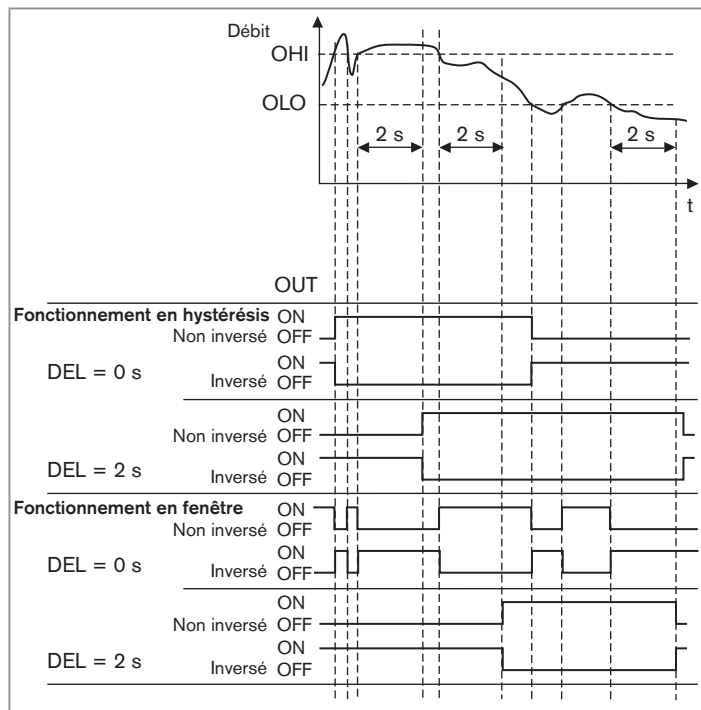 Débit
OHI
OLO
2 s 2 s 2 s
t
OUT
Fonctionnement en hystérésis ON
Non inversé OFF
ON
DEL = 0 s
Inversé OFF
ON
Non inversé OFF
ON
DEL = 2 s
Inversé OFF
Fonctionnement en fenêtre ON
Non inversé OFF
ON
DEL = 0 s
Inversé OFF
ON
Non inversé OFF
ON
DEL = 2 s
Inversé OFF